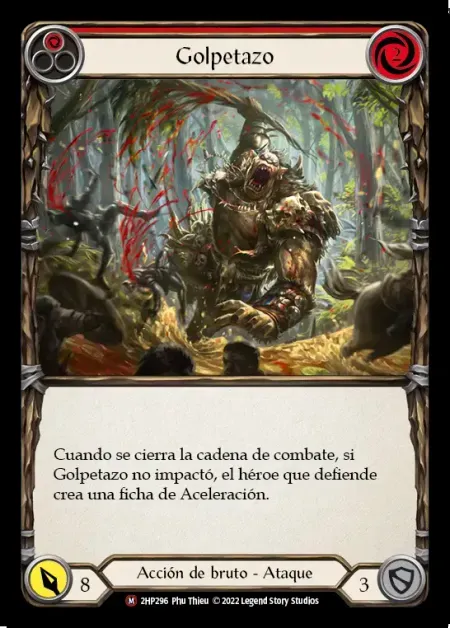 Golpetazo
2
Cuando se cierra la cadena de combate, si
Golpetazo no impactó, el héroe que defiende
crea una ficha de Aceleración.
8
Acción de bruto - Ataque
3
M 2HP296 Phu Thieu © 2022 Legend Story Studios